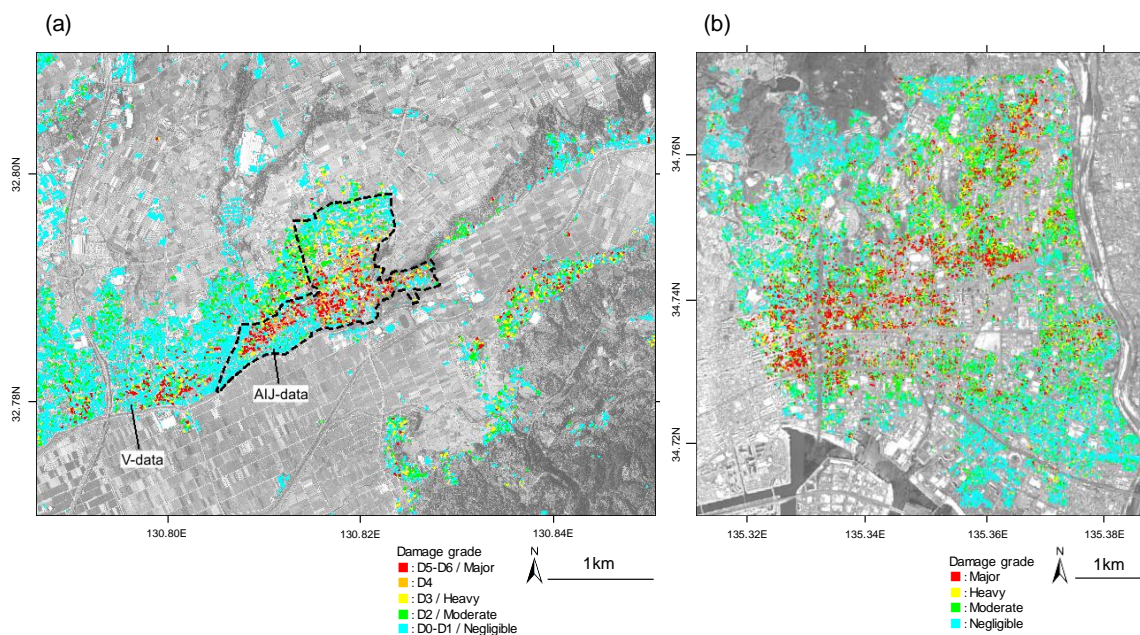 (a)
(b)
32.80N
32.78N
AIJ-data
V-data
130.80E
130.82E
130.84E
34.76N
34.74N
34.72N
135.32E
135.34E
135.36E
135.38E
Damage grade
: D5-D6 / Major
: D4
: D3 / Heavy
: D2 / Moderate
: D0-D1 / Negligible
N
1km
Damage grade
: Major
: Heavy
: Moderate
: Negligible
N
1km